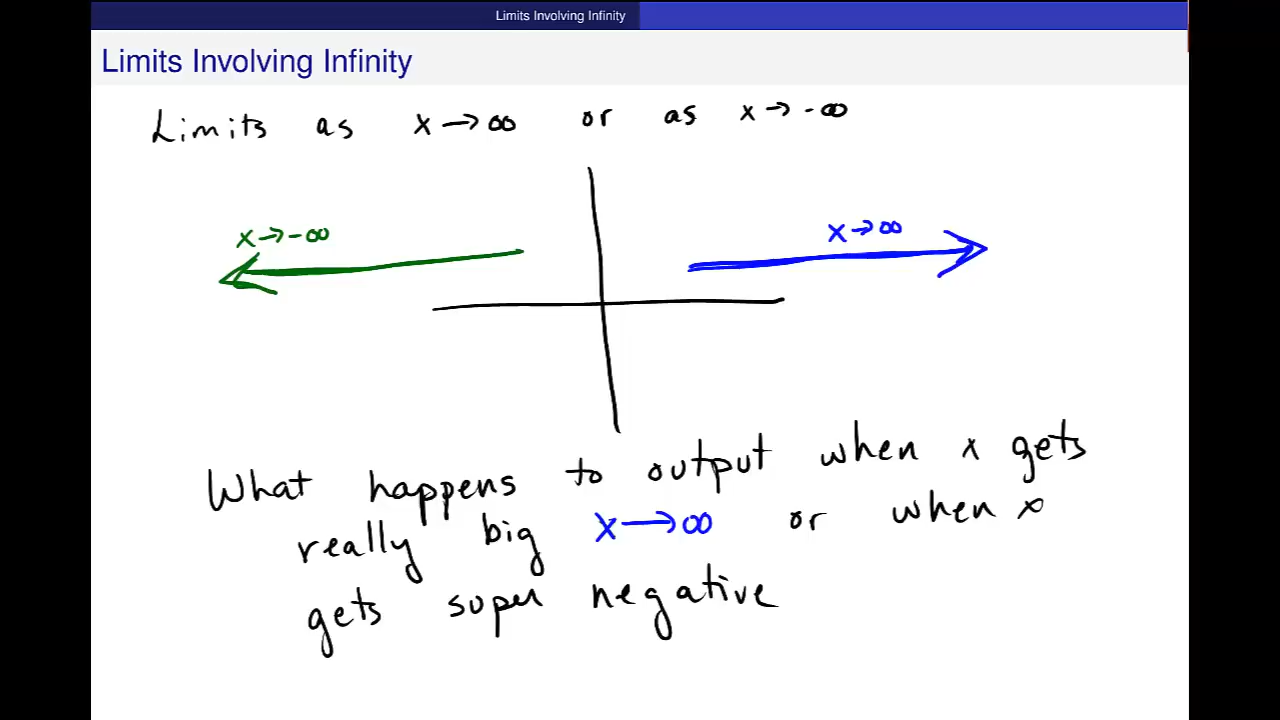 Limits Involving Infinity
Limits Involving Infinity
Limits as x → ∞ or as x → -∞
x → -∞
x → ∞
What happens to output when x gets
really big x → ∞ or when x
gets super negative